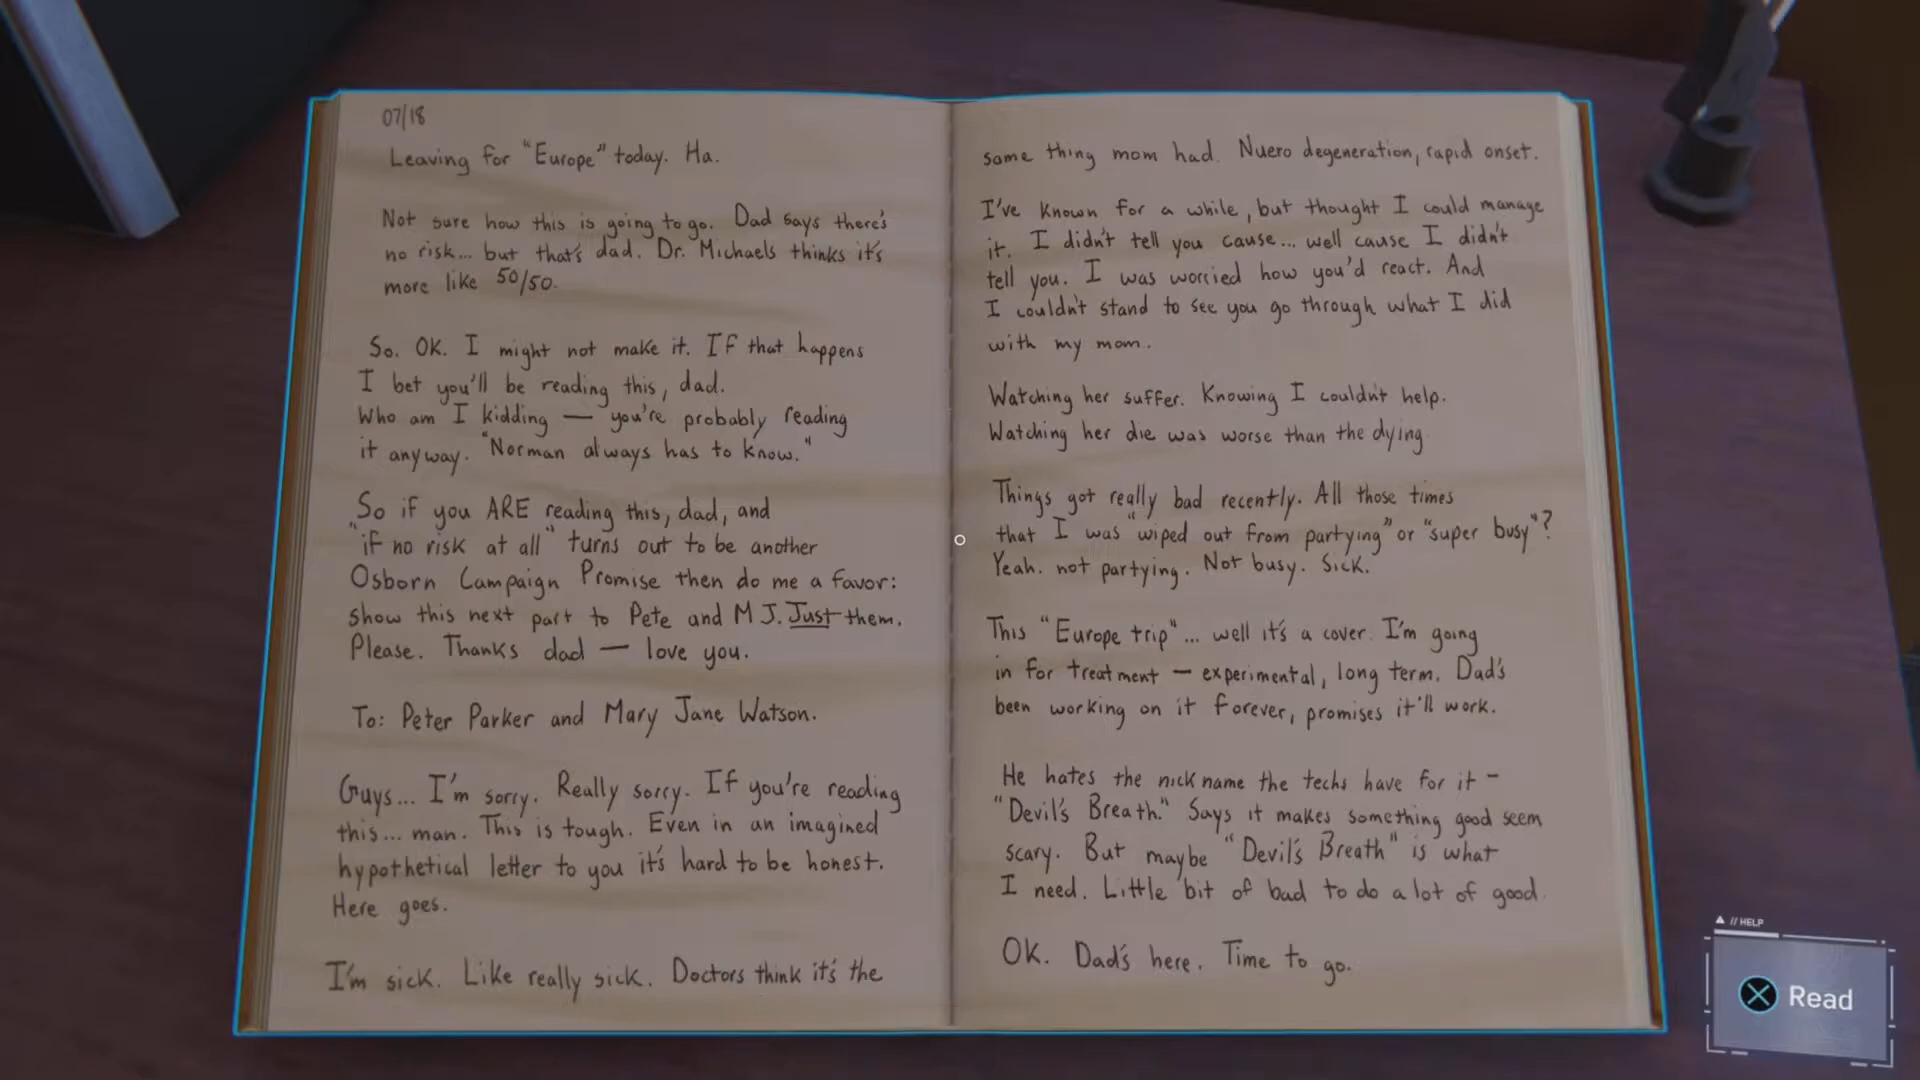 07/18
Leaving for "Europe" today. Ha.
Not sure how this is going to go. Dad says there's
no risk... but that's dad. Dr. Michaels thinks it's
more like 50/50.
So. OK. I might not make it. IF that happens
I bet you'll be reading this, dad.
Who am I kidding — you're probably reading
it anyway. "Norman always has to know."
So if you ARE reading this, dad, and
"if no risk at all" turns out to be another
Osborn Campaign Promise then do me a favor:
show this next part to Pete and MJ. Just them.
Please. Thanks dad — love you.
To: Peter Parker and Mary Jane Watson.
Guys... I'm sorry. Really sorry. If you're reading
this... man. This is tough. Even in an imagined
hypothetical letter to you it's hard to be honest.
Here goes.
I'm sick. Like really sick. Doctors think it's the
same thing mom had. Nuero degeneration, rapid onset.
I've known for a while, but thought I could manage
it. I didn't tell you cause... well cause I didn't
tell you. I was worried how you'd react. And
I couldn't stand to see you go through what I did
with my mom.
Watching her suffer. Knowing I couldn't help.
Watching her die was worse than the dying
Things got really bad recently. All those times
that I was "wiped out from partying" or "super busy"?
Yeah. not partying. Not busy. Sick.
This "Europe trip"... well it's a cover. I'm going
in for treatment — experimental, long term. Dad's
been working on it forever, promises it'll work.
He hates the nickname the techs have for it -
"Devil's Breath." Says it makes something good seem
scary. But maybe "Devil's Breath" is what
I need. Little bit of bad to do a lot of good.
OK. Dad's here. Time to go.
// HELP
Read